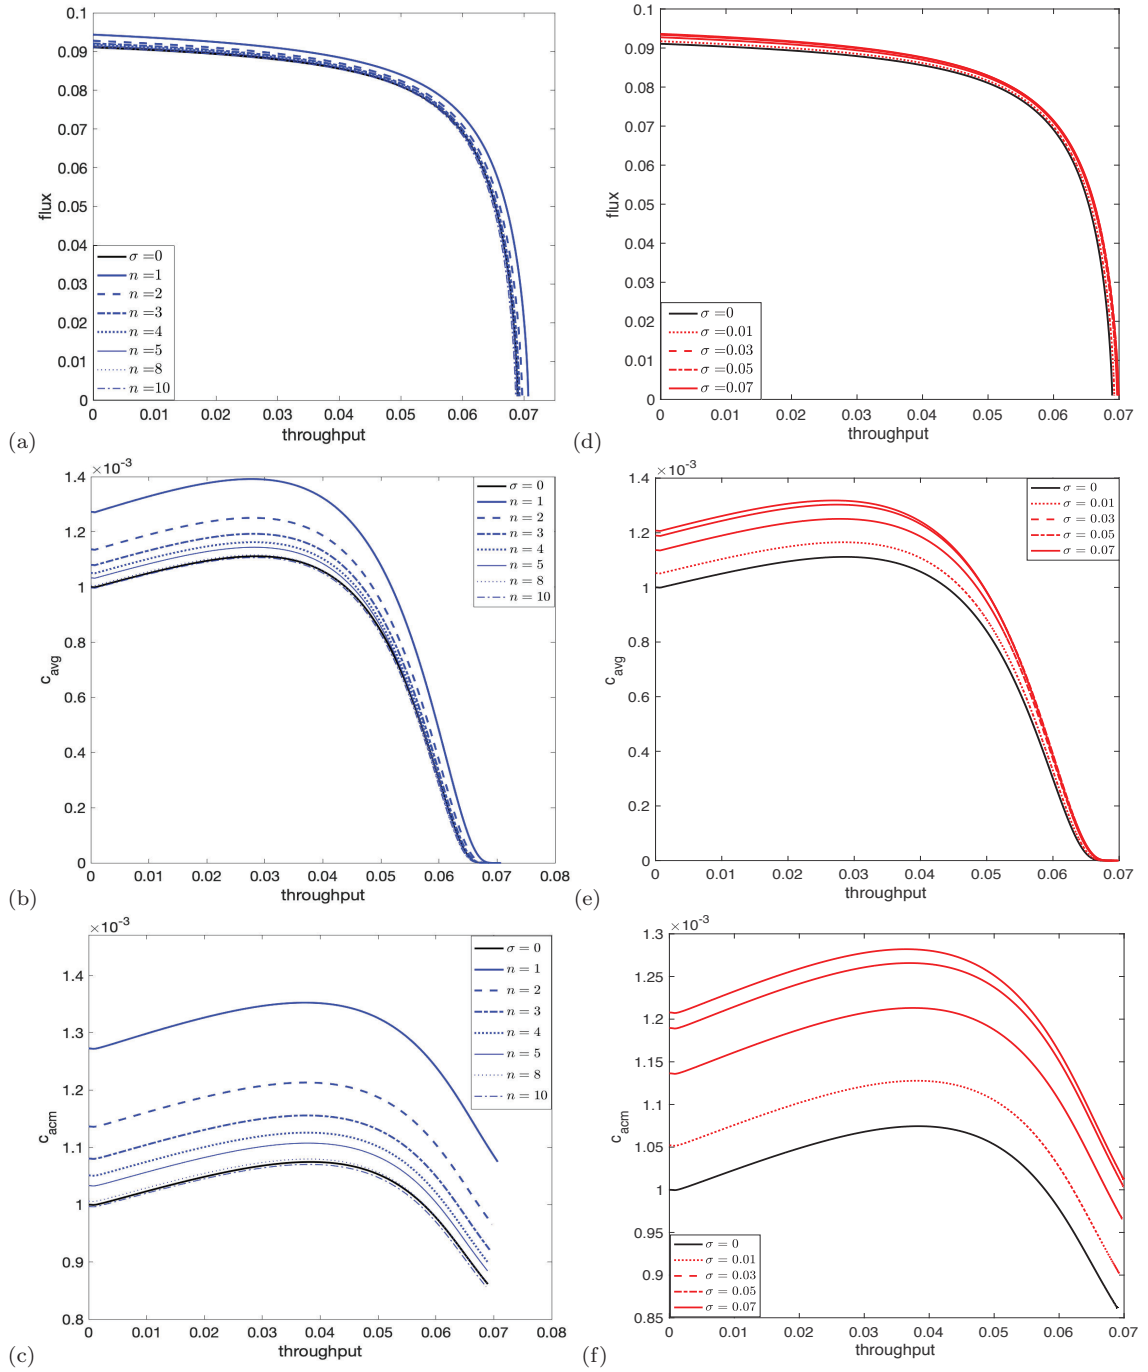 0.1
0.09
0.08
0.07
0.06
0.05
0.04
0.03
0.02
0.01
0
flux
σ =0
n =1
n =2
n =3
n =4
n =5
n =8
n =10
0 0.01 0.02 0.03 0.04 0.05 0.06 0.07
throughput
(a)
0.1
0.09
0.08
0.07
0.06
0.05
0.04
0.03
0.02
0.01
0
flux
σ =0
σ =0.01
σ =0.03
σ =0.05
σ =0.07
0 0.01 0.02 0.03 0.04 0.05 0.06 0.07
throughput
(d)
×10-3
1.4
1.2
1
0.8
0.6
0.4
0.2
0
cavg
σ = 0
n = 1
n = 2
n = 3
n = 4
n = 5
n = 8
n = 10
0 0.01 0.02 0.03 0.04 0.05 0.06 0.07 0.08
throughput
(b)
×10-3
1.4
1.2
1
0.8
0.6
0.4
0.2
0
cavg
σ = 0
σ = 0.01
σ = 0.03
σ = 0.05
σ = 0.07
0 0.01 0.02 0.03 0.04 0.05 0.06 0.07
throughput
(e)
×10-3
1.4
1.3
1.2
1.1
1
0.9
0.8
cacm
σ = 0
n = 1
n = 2
n = 3
n = 4
n = 5
n = 8
n = 10
0 0.01 0.02 0.03 0.04 0.05 0.06 0.07 0.08
throughput
(c)
×10-3
1.3
1.25
1.2
1.15
1.1
1.05
1
0.95
0.9
0.85
cacm
σ = 0
σ = 0.01
σ = 0.03
σ = 0.05
σ = 0.07
0 0.01 0.02 0.03 0.04 0.05 0.06 0.07
throughput
(f)